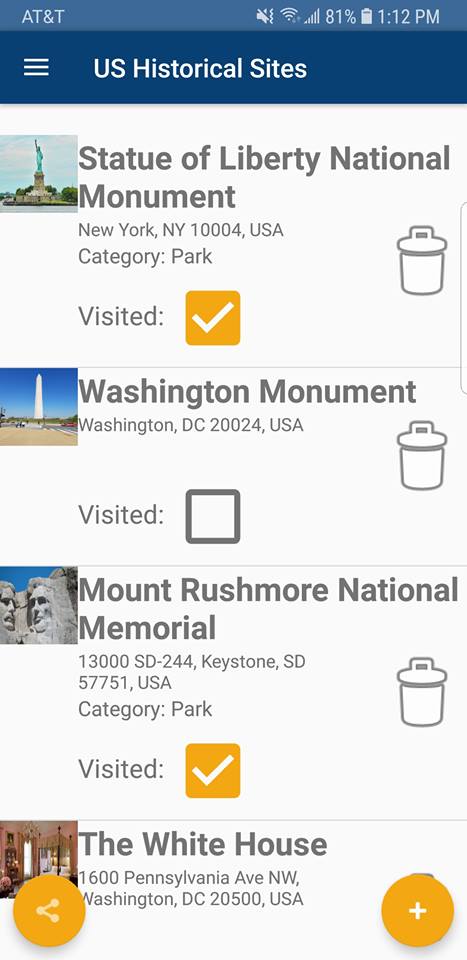 AT&T 81% 1:12 PM
US Historical Sites
Statue of Liberty National
Monument
New York, NY 10004, USA
Category: Park
Visited:
Washington Monument
Washington, DC 20024, USA
Visited:
Mount Rushmore National
Memorial
13000 SD-244, Keystone, SD
57751, USA
Category: Park
Visited:
The White House
1600 Pennsylvania Ave NW,
Washington, DC 20500, USA